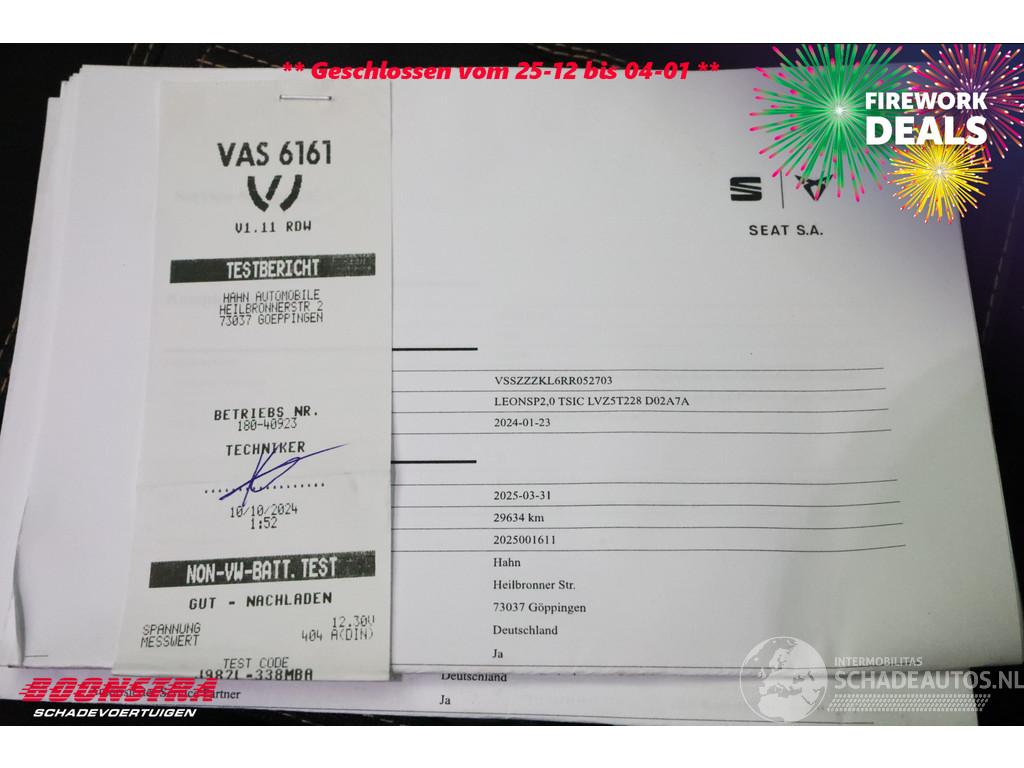 ** Geschlossen vom 25-12 bis 04-01 **
FIREWORK
DEALS
VAS 6161
V1.11 RDW
TESTBERICHT
HAHN AUTOMOBILE
HEILBRONNERSTR 2
73037 GOEPPINGEN
BETRIEBS NR.
180-40923
TECHNIKER
10/10/2024
1:52
NON-VW-BATT.TEST
GUT - NACHLADEN
SPANNUNG 12.30V
MESSWERT 404 A(DIN)
TEST CODE
1987L-338MBA
SEAT S.A.
VSSZZZKL6RR052703
LEONSP2,0 TSIC LVZ5T228 D02A7A
2024-01-23
2025-03-31
29634 km
2025001611
Hahn
Heilbronner Str.
73037 Göppingen
Deutschland
Ja
Deutschland
Ja
BOONSTRA
SCHADEVOERTUIGEN
INTERMOBILITAS
SCHADEAUTOS.NL